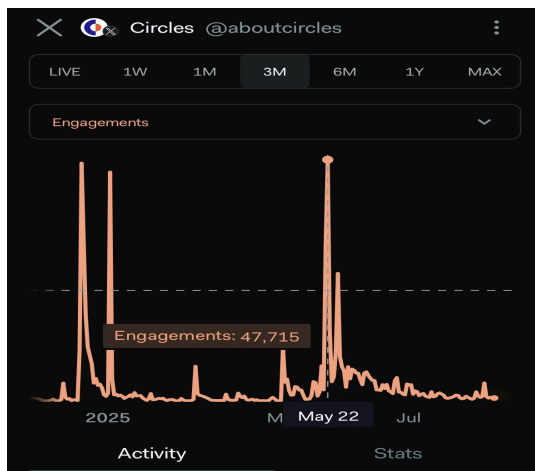 Circles @aboutcircles
LIVE 1W 1M 3M 6M 1Y MAX
Engagements
Engagements: 47,715
2025 M May 22 Jul
Activity Stats